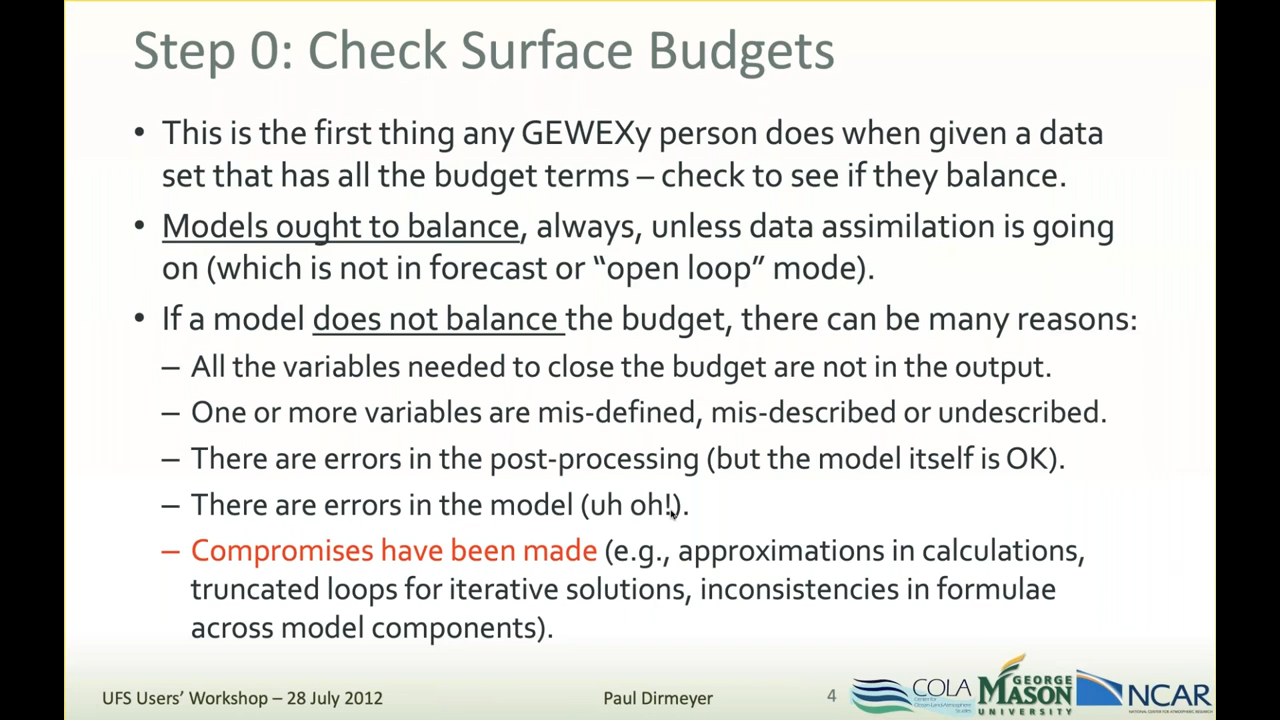 Step 0: Check Surface Budgets
• This is the first thing any GEWEXy person does when given a data
set that has all the budget terms – check to see if they balance.
• Models ought to balance, always, unless data assimilation is going
on (which is not in forecast or “open loop” mode).
• If a model does not balance the budget, there can be many reasons:
– All the variables needed to close the budget are not in the output.
– One or more variables are mis-defined, mis-described or undescribed.
– There are errors in the post-processing (but the model itself is OK).
– There are errors in the model (uh oh!).
– Compromises have been made (e.g., approximations in calculations,
truncated loops for iterative solutions, inconsistencies in formulae
across model components).
UFS Users’ Workshop – 28 July 2012
Paul Dirmeyer
4
COLA
GEORGE
MASON
UNIVERSITY
NCAR